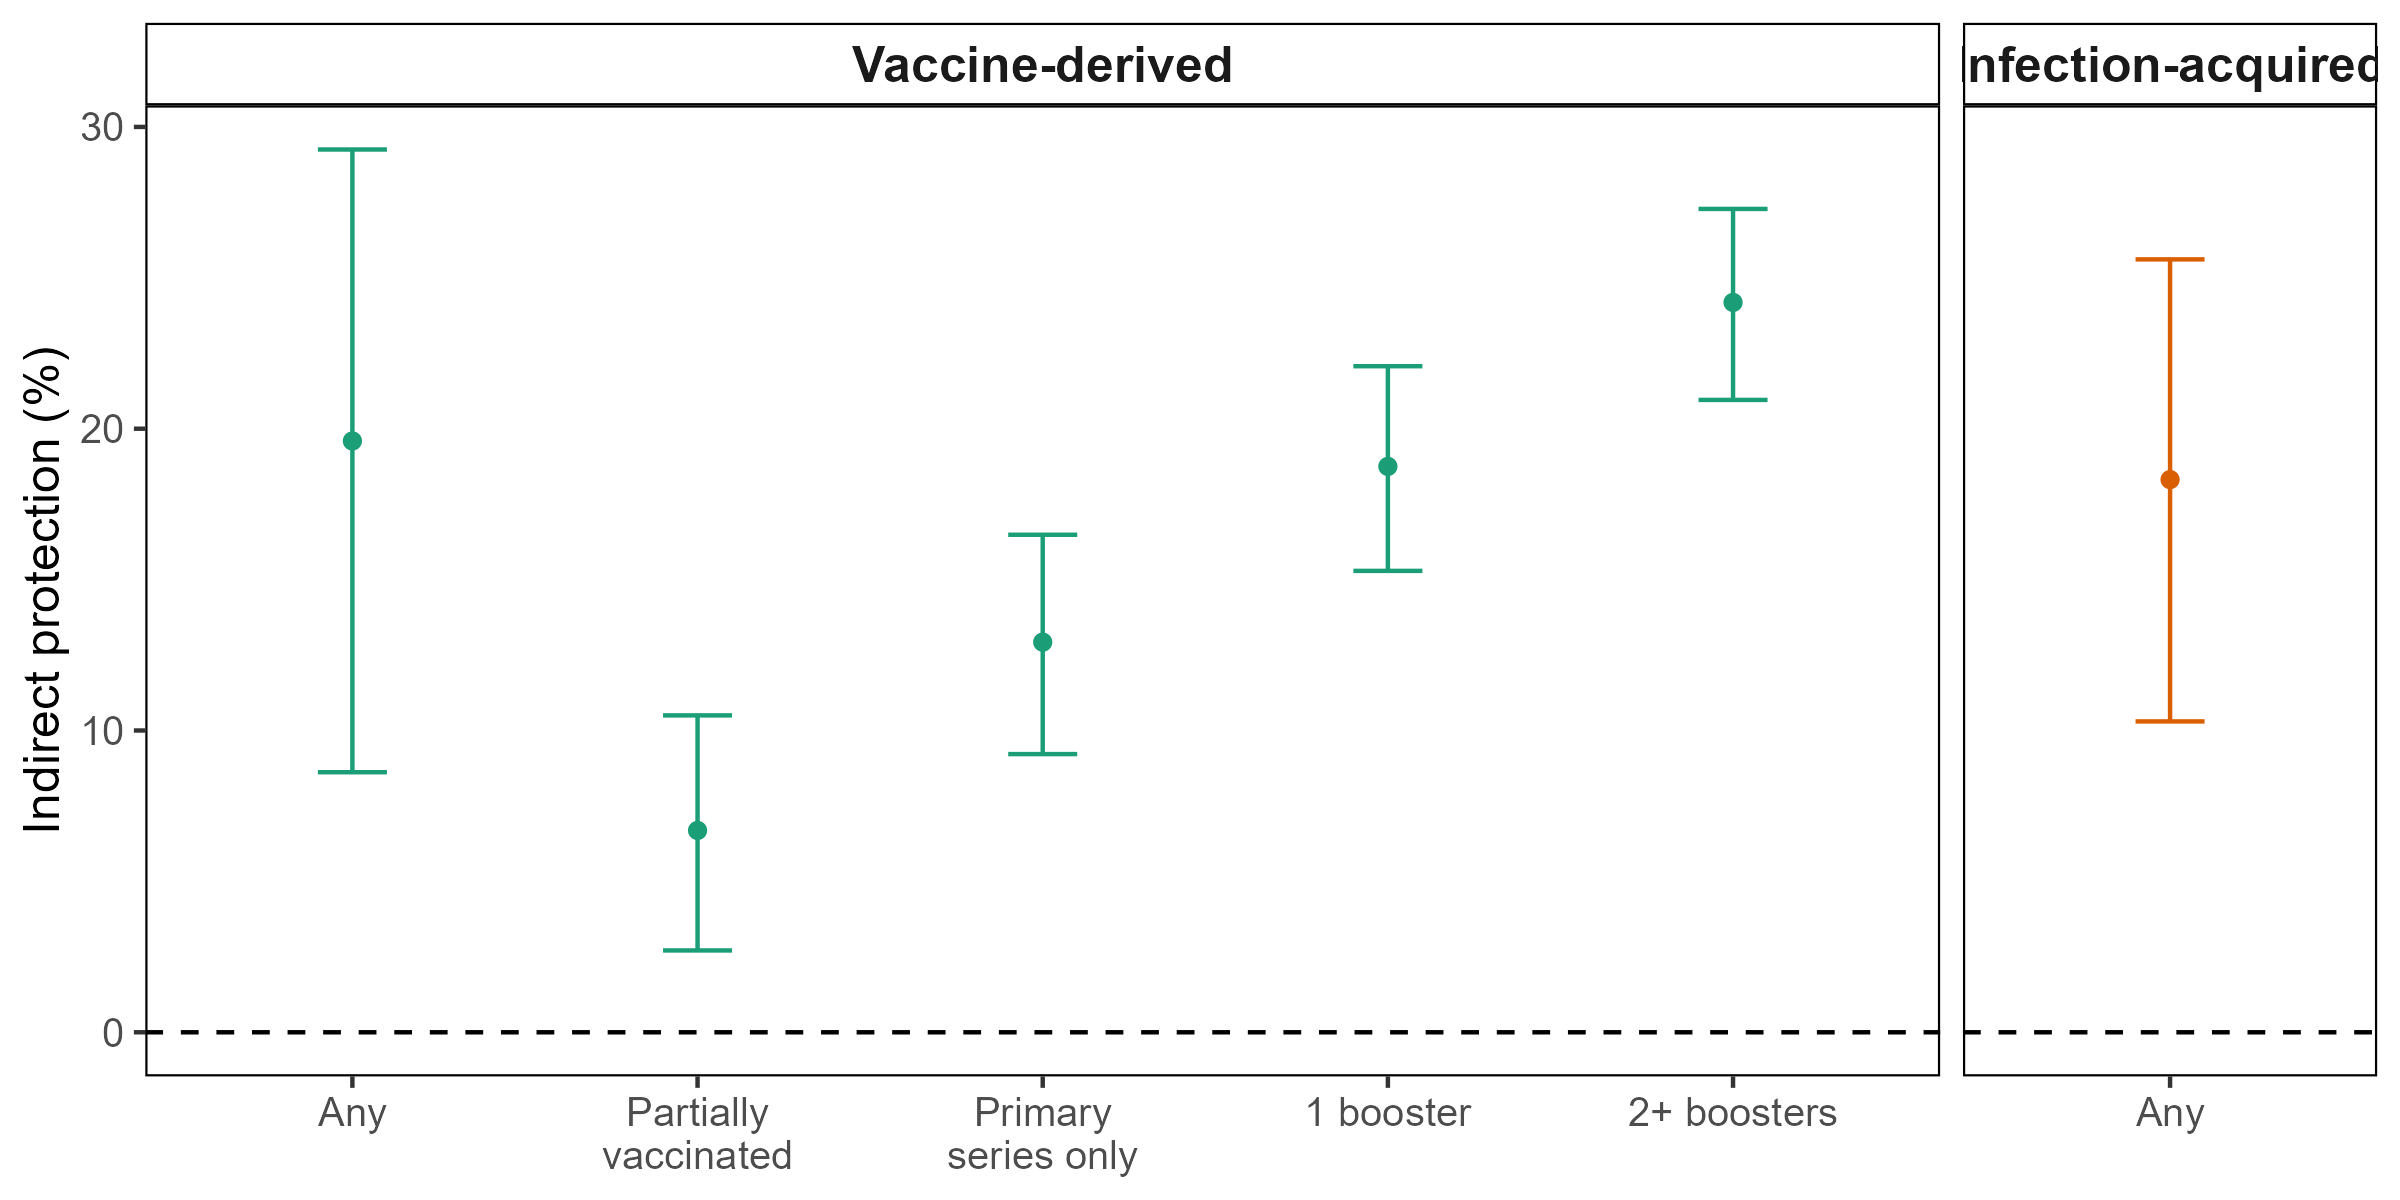 Vaccine-derived
Infection-acquired
Indirect protection (%)
30
20
10
0
Any
Partially
vaccinated
Primary
series only
1 booster
2+ boosters
Any